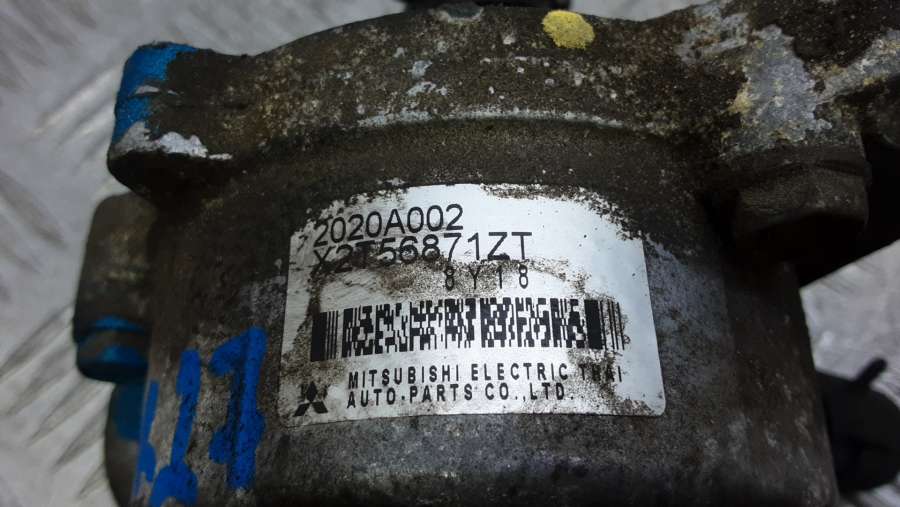 2020A002
X2T56871ZT
8Y18
MITSUBISHI ELECTRIC THAI
AUTO-PARTS CO.,LTD.